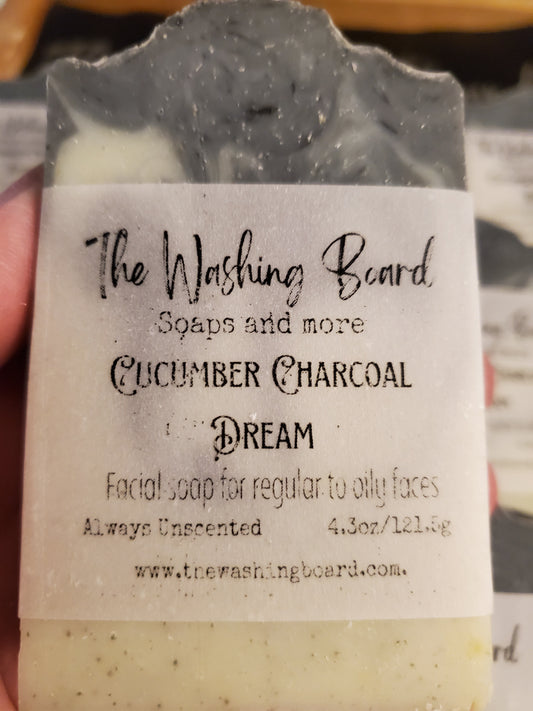 The Washing Board
Soaps and more
Cucumber Charcoal
Dream
Facial soap for regular to oily faces
Always Unscented 4.3oz/121.5g
www.thewashingboard.com.
rd